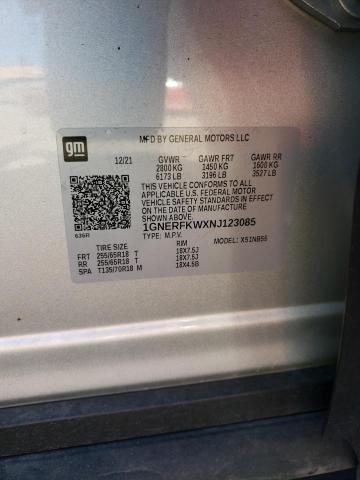 gm
MFD BY GENERAL MOTORS LLC
12/21 GVWR GAWR FRT GAWR RR
2800 KG 1450 KG 1600 KG
6173 LB 3196 LB 3527 LB
THIS VEHICLE CONFORMS TO ALL
APPLICABLE U.S. FEDERAL MOTOR
VEHICLE SAFETY STANDARDS IN
EFFECT ON THE DATE OF MANUFACTURE
SHOWN ABOVE.
1GNERFKWXNJ123085
TYPE: M.P.V. MODEL: X51NB56
TIRE SIZE RIM
FRT 255/65R18 T 18X7.5J
RR 255/65R18 T 18X7.5J
SPA T135/70R18 M 18X4.5B